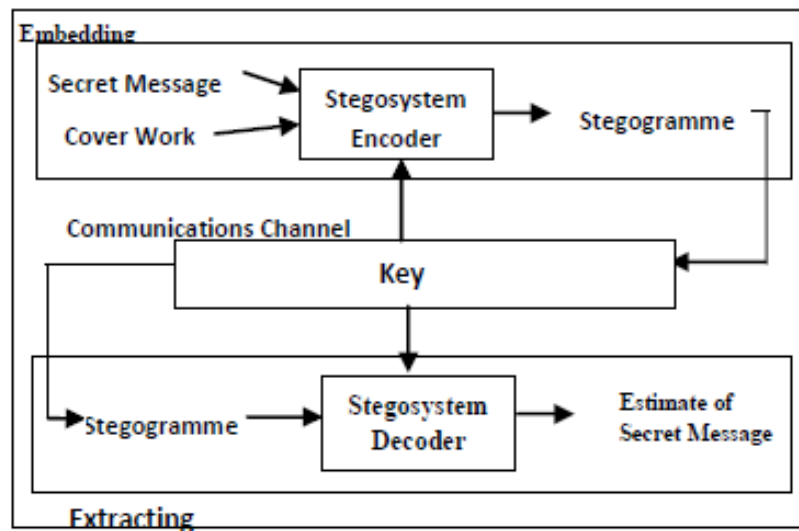 Embedding
Secret Message
Cover Work
Stegosystem
Encoder
Stegogramme
Communications Channel
Key
Stegogramme
Stegosystem
Decoder
Estimate of
Secret Message
Extracting